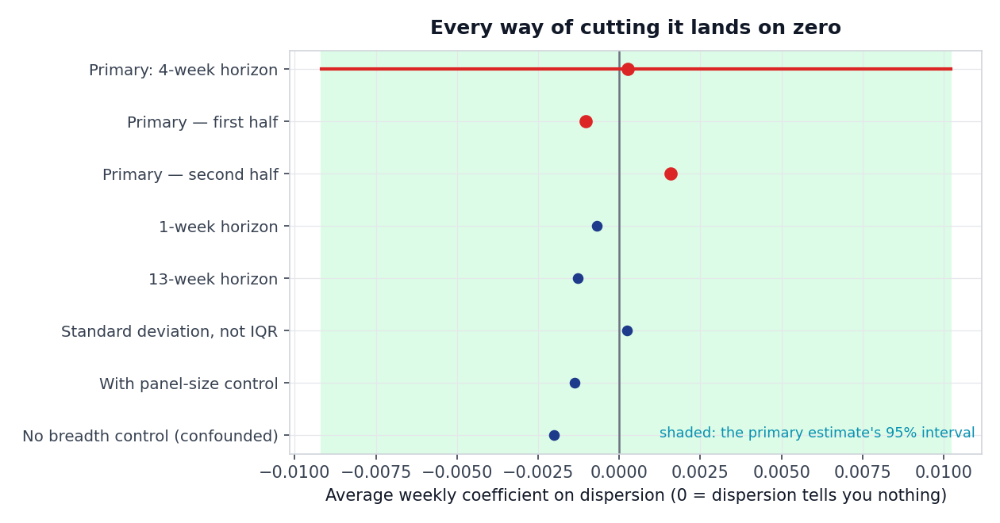 Every way of cutting it lands on zero
Primary: 4-week horizon
Primary — first half
Primary — second half
1-week horizon
13-week horizon
Standard deviation, not IQR
With panel-size control
No breadth control (confounded)
shaded: the primary estimate's 95% interval
−0.0100 −0.0075 −0.0050 −0.0025 0.0000 0.0025 0.0050 0.0075 0.0100
Average weekly coefficient on dispersion (0 = dispersion tells you nothing)